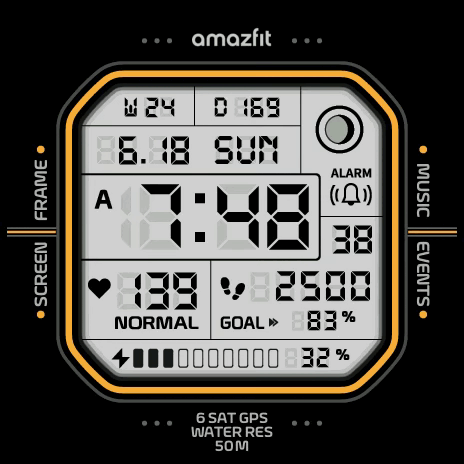 amazfit
W 24 D 169
6.18 SUN
ALARM
A 7:48
38
139 2500
NORMAL GOAL 83%
32%
FRAME
SCREEN
MUSIC
EVENTS
6 SAT GPS
WATER RES
50M